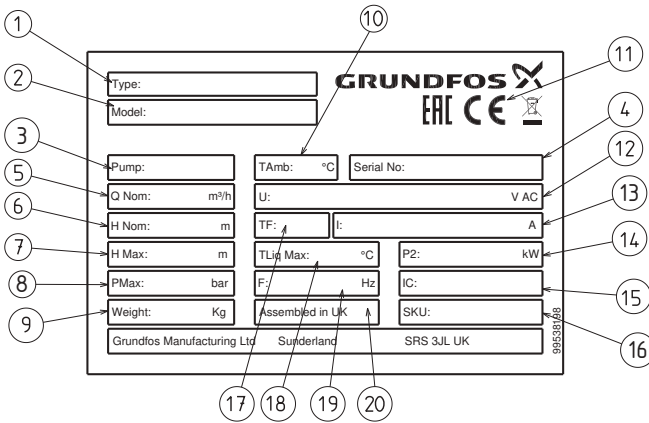 10
1
11
GRUNDFOS
Type:
2
EAC CE
Model:
4
3
Pump:
TAmb: °C
Serial No:
12
5
Q Nom: m³/h
U: V AC
13
6
H Nom: m
TF:
I: A
7
H Max: m
TLiq Max: °C
P2: kW
14
8
PMax: bar
F: Hz
IC:
15
9
Weight: Kg
Assembled in UK
SKU:
16
Grundfos Manufacturing Ltd Sunderland SRS 3JL UK
99538198
17
18
19
20